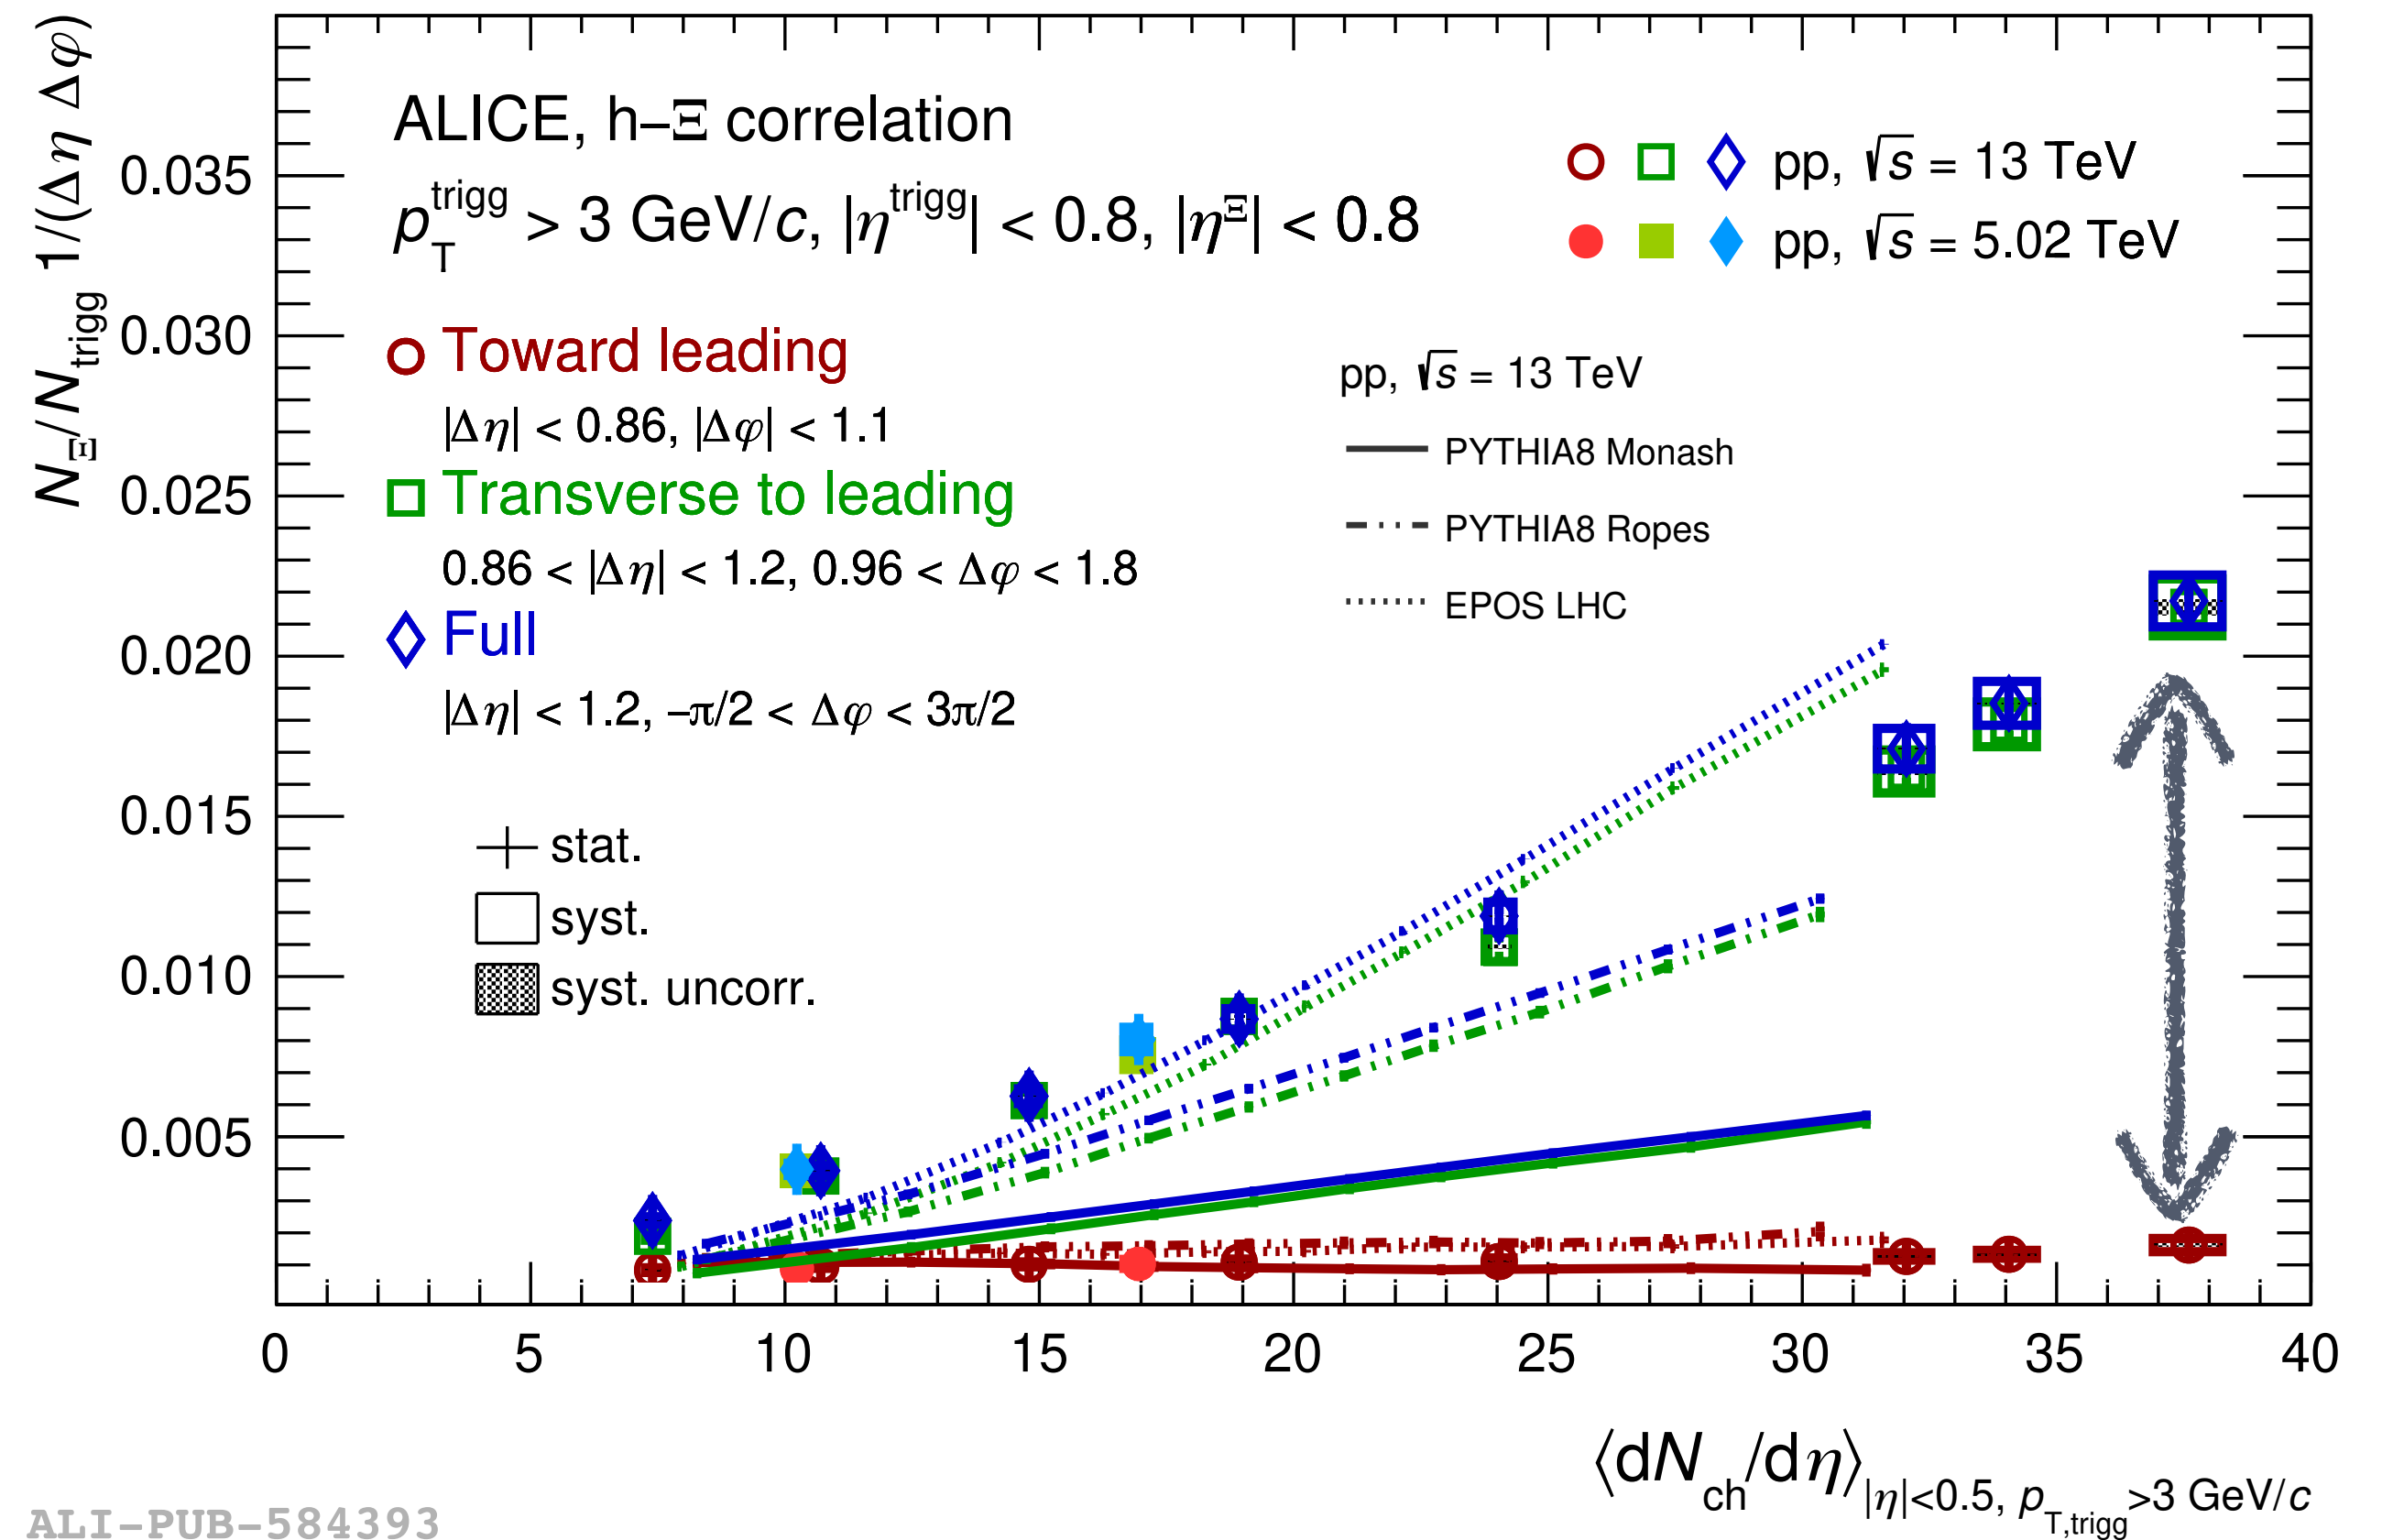 N_Ξ/N_trigg 1/(Δη Δφ)
ALICE, h–Ξ correlation
p_T^trigg > 3 GeV/c, |η^trigg| < 0.8, |η^Ξ| < 0.8
pp, √s = 13 TeV
pp, √s = 5.02 TeV
Toward leading
|Δη| < 0.86, |Δφ| < 1.1
Transverse to leading
0.86 < |Δη| < 1.2, 0.96 < Δφ < 1.8
Full
|Δη| < 1.2, –π/2 < Δφ < 3π/2
pp, √s = 13 TeV
PYTHIA8 Monash
PYTHIA8 Ropes
EPOS LHC
stat.
syst.
syst. uncorr.
0.035
0.030
0.025
0.020
0.015
0.010
0.005
0 5 10 15 20 25 30 35 40
⟨dN_ch/dη⟩_|η|<0.5, p_T,trigg>3 GeV/c
ALI-PUB-584393